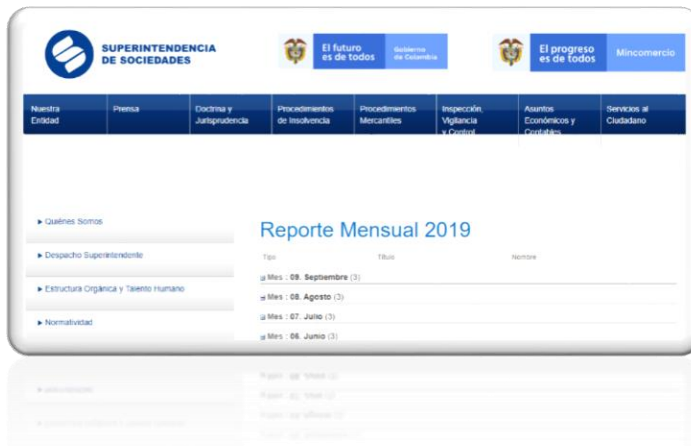 SUPERINTENDENCIA
DE SOCIEDADES
El futuro
es de todos
Gobierno
de Colombia
El progreso
es de todos
Mincomercio
Nuestra
Entidad
Prensa
Doctrina y
Jurisprudencia
Procedimientos
de Insolvencia
Procedimientos
Mercantiles
Inspección,
Vigilancia
y Control
Asuntos
Económicos y
Contables
Servicios al
Ciudadano
► Quiénes Somos
► Despacho Superintendente
► Estructura Orgánica y Talento Humano
► Normatividad
Reporte Mensual 2019
Tipo Título Nombre
Mes : 09. Septiembre (3)
Mes : 08. Agosto (3)
Mes : 07. Julio (3)
Mes : 06. Junio (3)